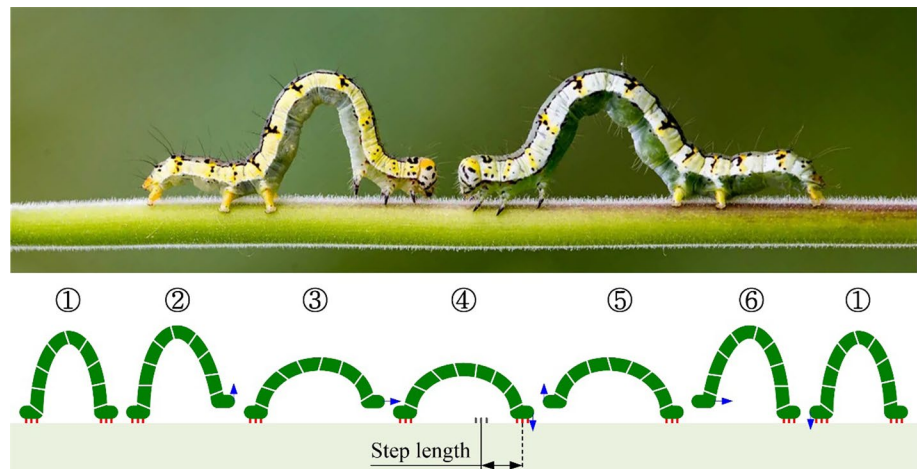 ① ② ③ ④ ⑤ ⑥ ①
Step length